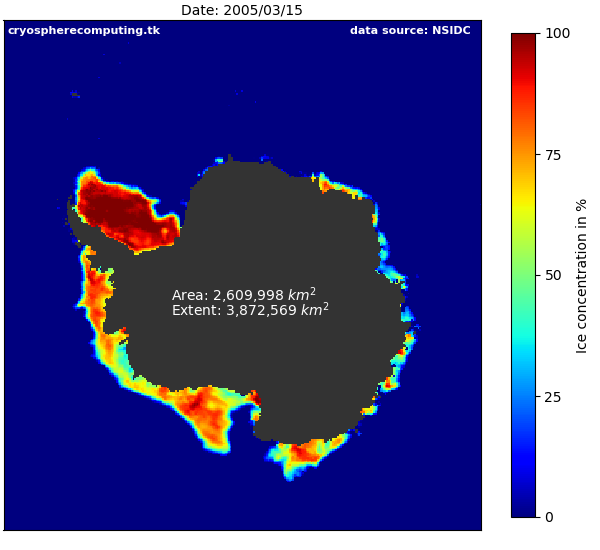 Date: 2005/03/15
cryospherecomputing.tk
data source: NSIDC
Area: 2,609,998 km²
Extent: 3,872,569 km²
100
75
50
25
0
Ice concentration in %